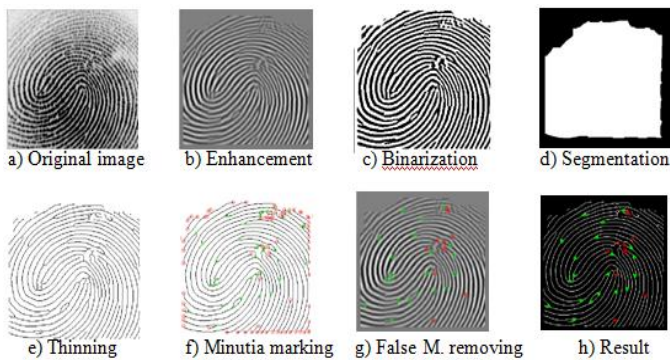 a) Original image
b) Enhancement
c) Binarization
d) Segmentation
e) Thinning
f) Minutia marking
g) False M. removing
h) Result